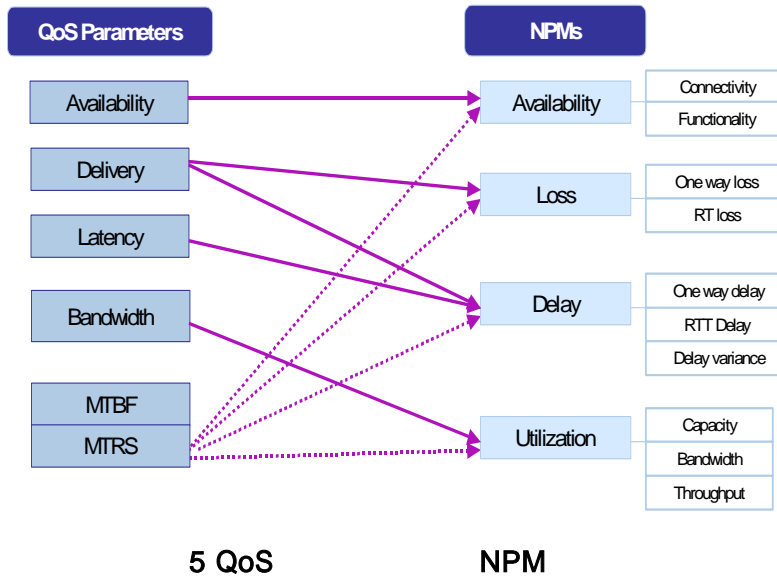 QoS Parameters
NPMs
Availability
Delivery
Latency
Bandwidth
MTBF
MTRS
Availability
Loss
Delay
Utilization
Connectivity
Functionality
One way loss
RT loss
One way delay
RTT Delay
Delay variance
Capacity
Bandwidth
Throughput
5 QoS NPM